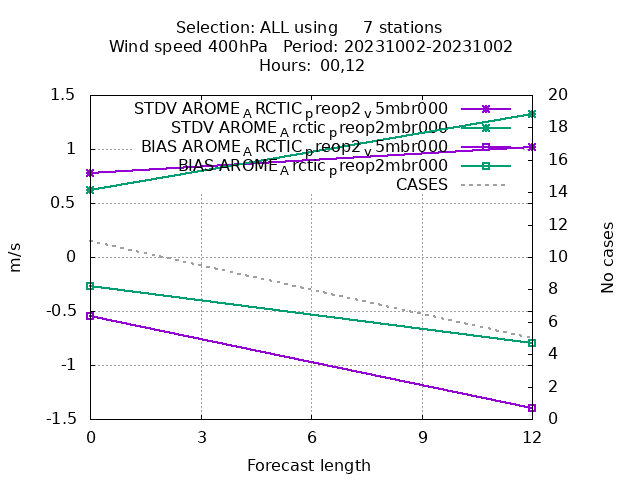 Selection: ALL using     7 stations
Wind speed 400hPa   Period: 20231002-20231002
Hours: 00,12
STDV AROME_ARCTIC_preop2_v5mbr000
STDV AROME_Arctic_preop2mbr000
BIAS AROME_ARCTIC_preop2_v5mbr000
BIAS AROME_Arctic_preop2mbr000
CASES
1.5
1
0.5
0
-0.5
-1
-1.5
m/s
20
18
16
14
12
10
8
6
4
2
0
No cases
0 3 6 9 12
Forecast length